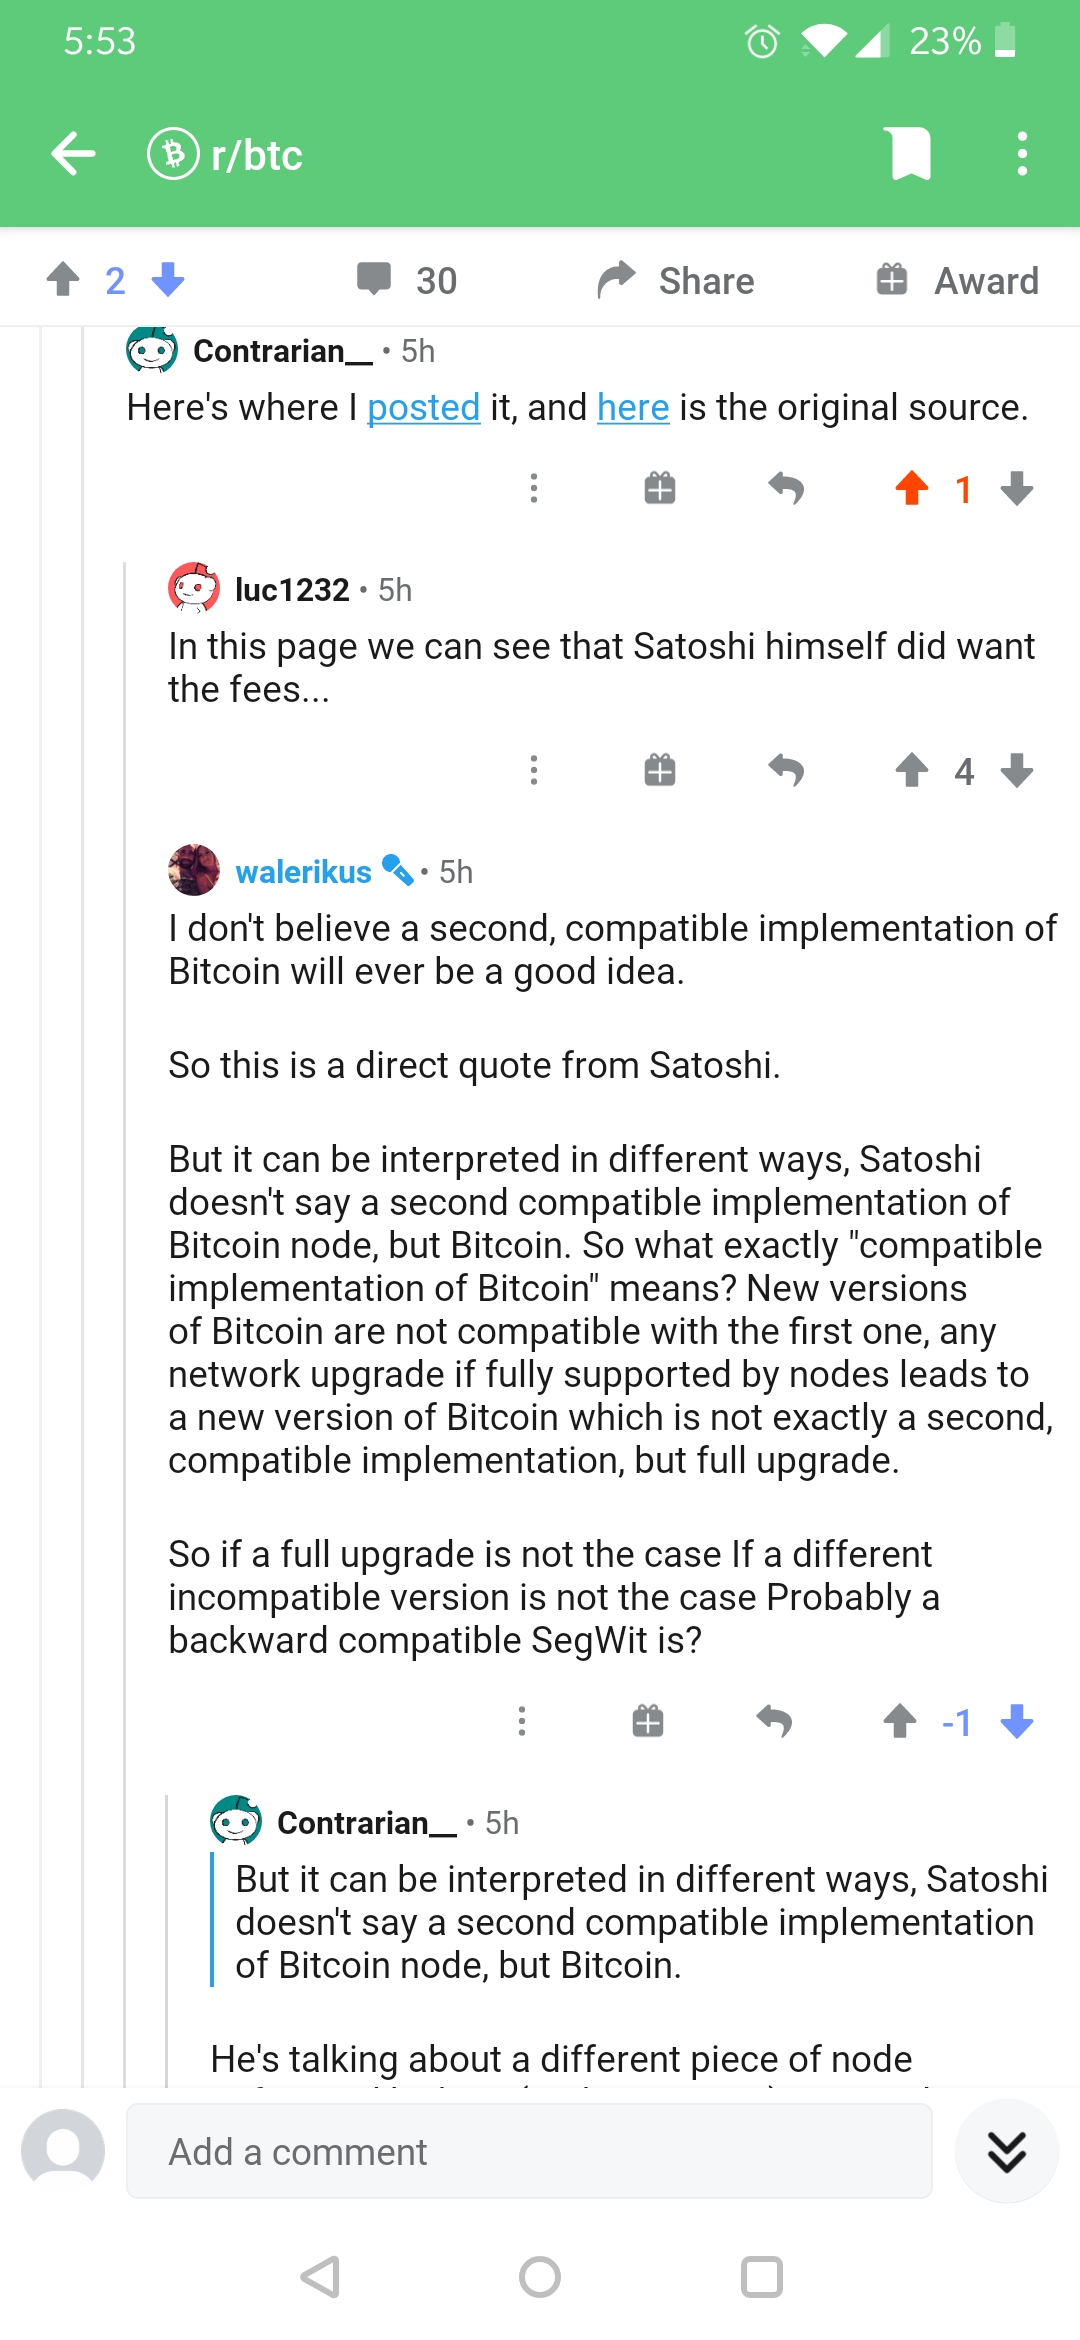 5:53
23%
r/btc
2
30
Share
Award
Contrarian__ • 5h
Here's where I posted it, and here is the original source.
1
luc1232 • 5h
In this page we can see that Satoshi himself did want
the fees...
4
walerikus • 5h
I don't believe a second, compatible implementation of
Bitcoin will ever be a good idea.
So this is a direct quote from Satoshi.
But it can be interpreted in different ways, Satoshi
doesn't say a second compatible implementation of
Bitcoin node, but Bitcoin. So what exactly "compatible
implementation of Bitcoin" means? New versions
of Bitcoin are not compatible with the first one, any
network upgrade if fully supported by nodes leads to
a new version of Bitcoin which is not exactly a second,
compatible implementation, but full upgrade.
So if a full upgrade is not the case If a different
incompatible version is not the case Probably a
backward compatible SegWit is?
-1
Contrarian__ • 5h
But it can be interpreted in different ways, Satoshi
doesn't say a second compatible implementation
of Bitcoin node, but Bitcoin.
He's talking about a different piece of node
Add a comment